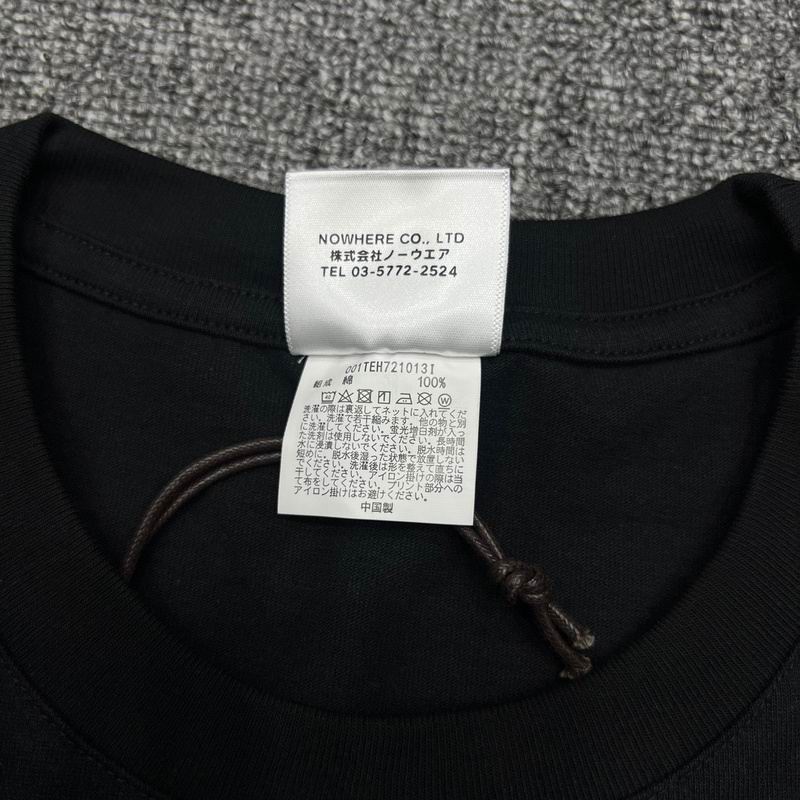 NOWHERE CO., LTD
株式会社ノーウエア
TEL 03-5772-2524
001TEH721013I
組成 綿 100%
洗濯の際は裏返してネットに入れてくだ
さい。洗濯で若干縮みます。他の物と別
に洗濯してください。蛍光増白剤が入っ
た洗剤は使用しないでください。長時間
水に浸漬しないでください。脱水時間は
短めに。脱水後湿った状態で放置しない
でください。洗濯後は形を整えて直ちに
干してください。アイロン掛けの際は当
て布をしてください。プリント部分への
アイロン掛けはお避けください。
中国製